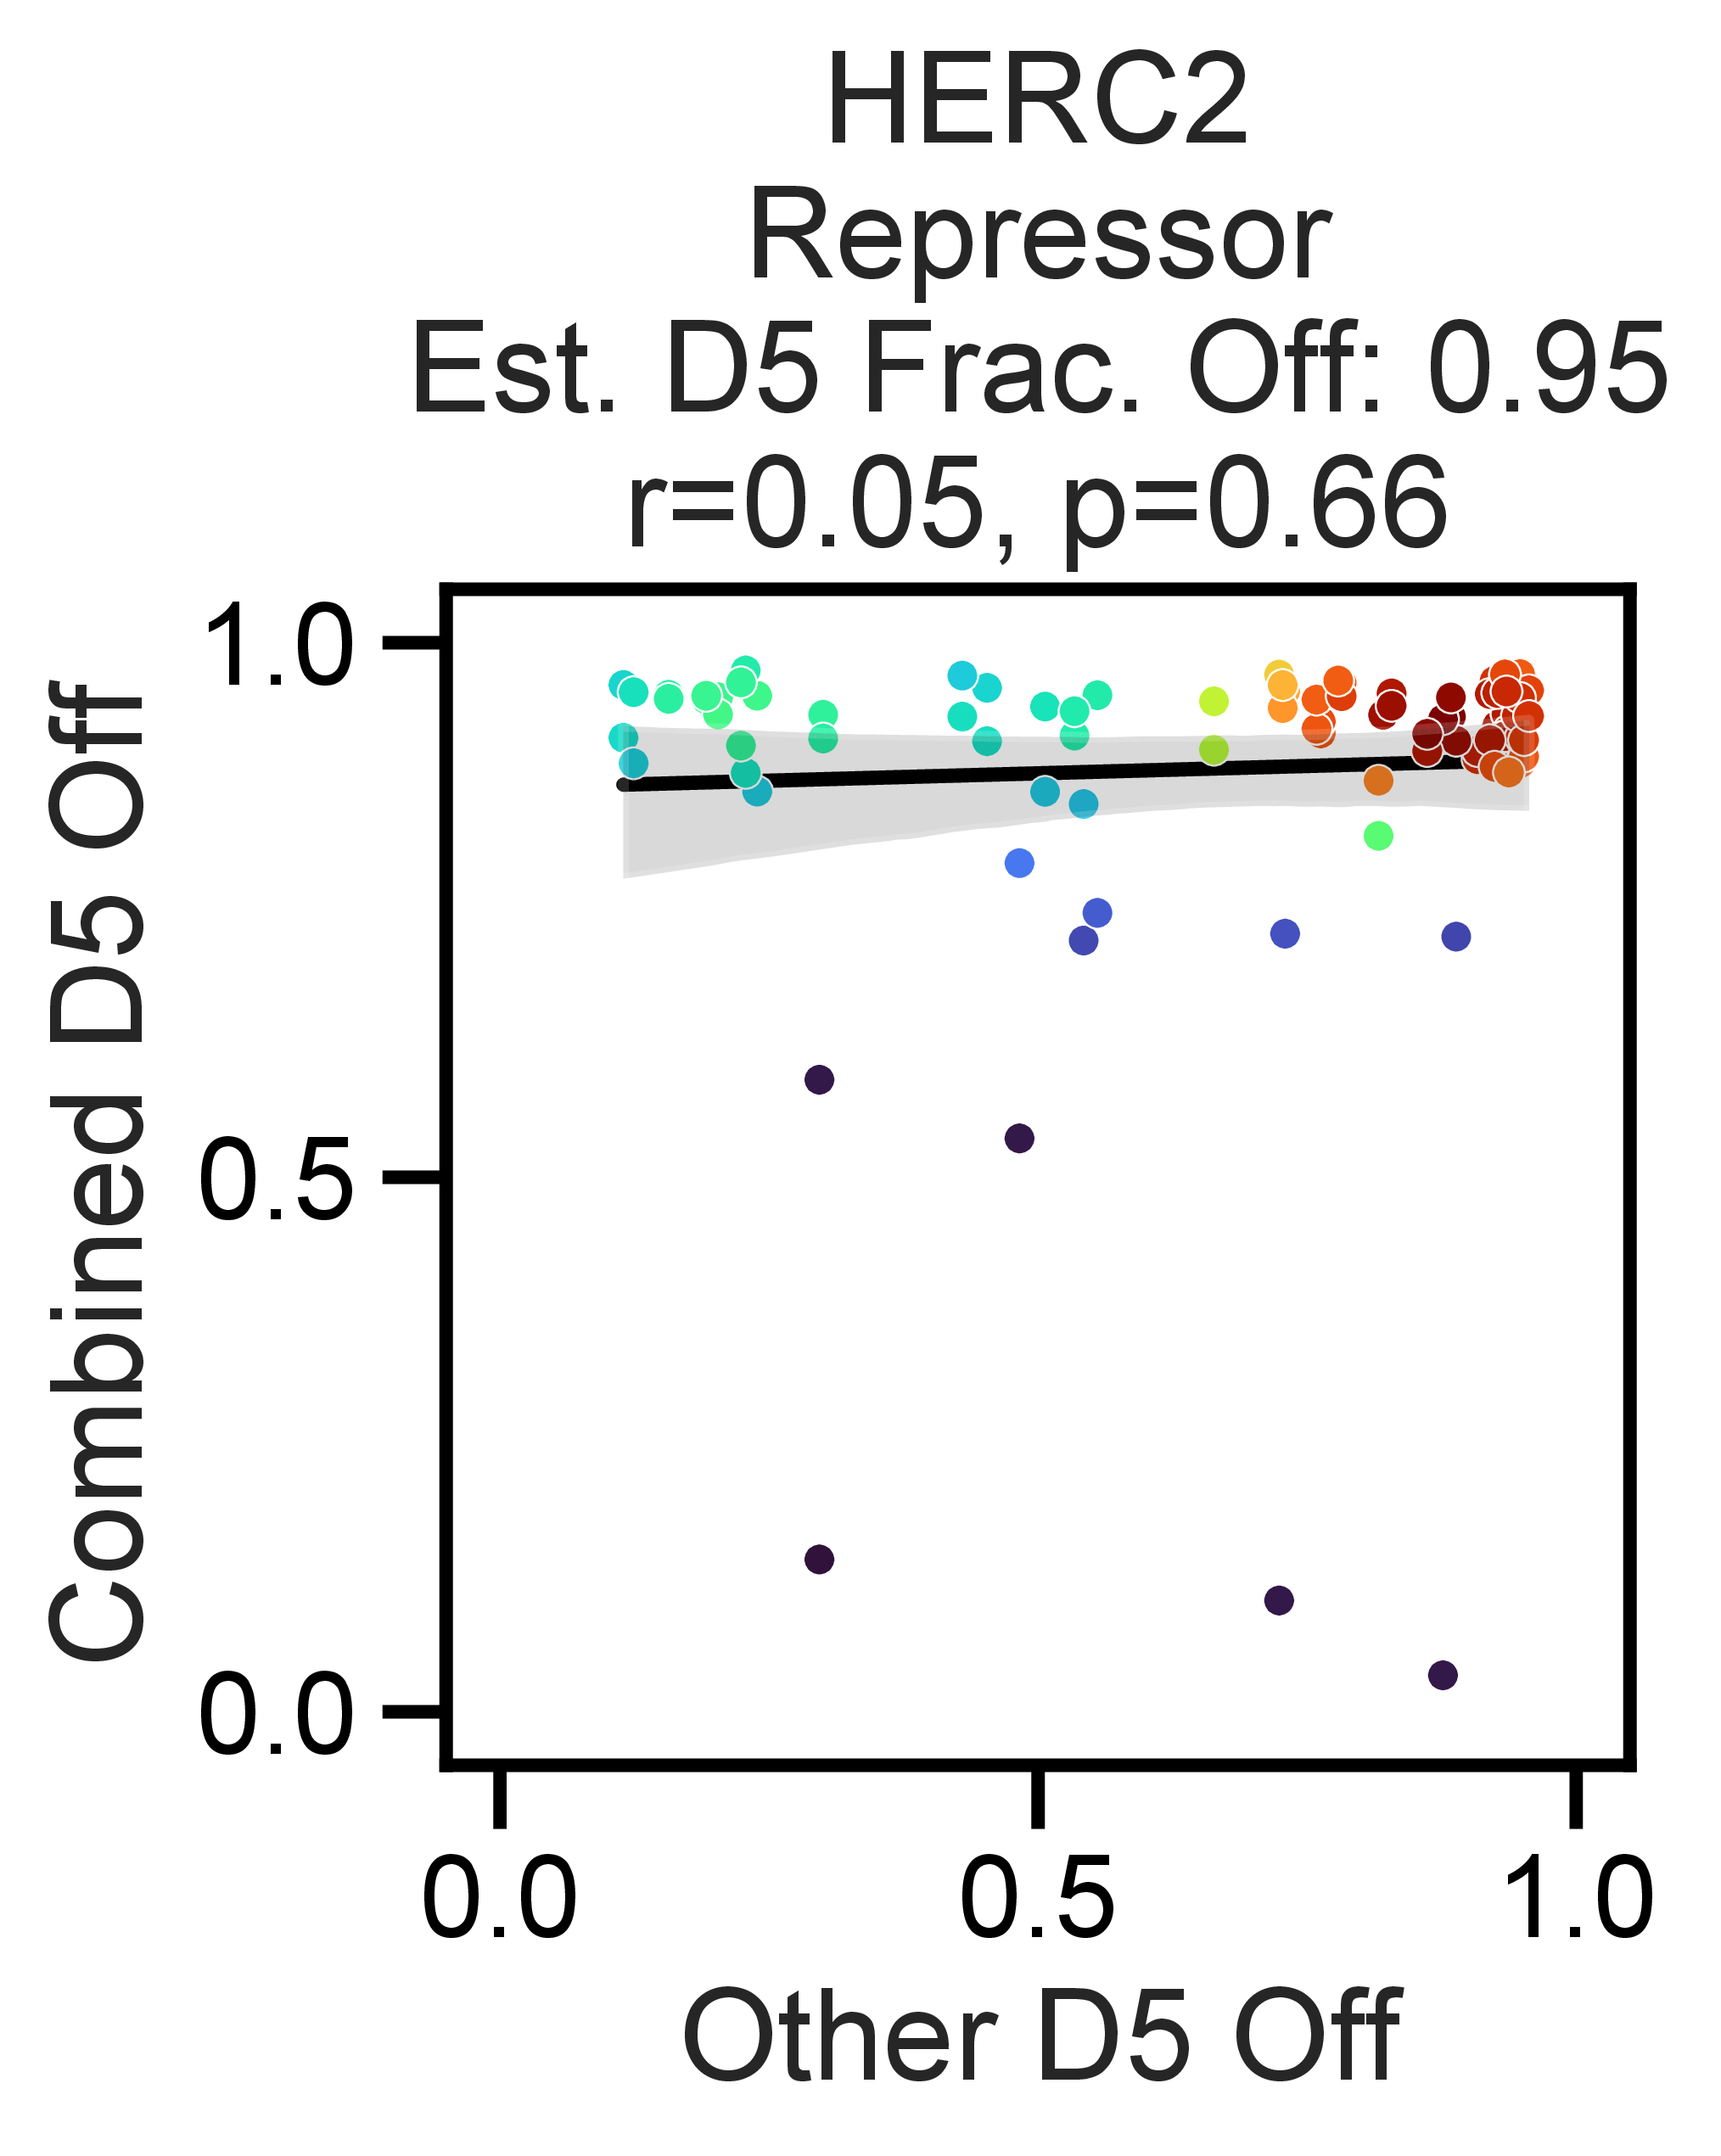 HERC2
Repressor
Est. D5 Frac. Off: 0.95
r=0.05, p=0.66
1.0
0.5
0.0
Combined D5 Off
0.0 0.5 1.0
Other D5 Off